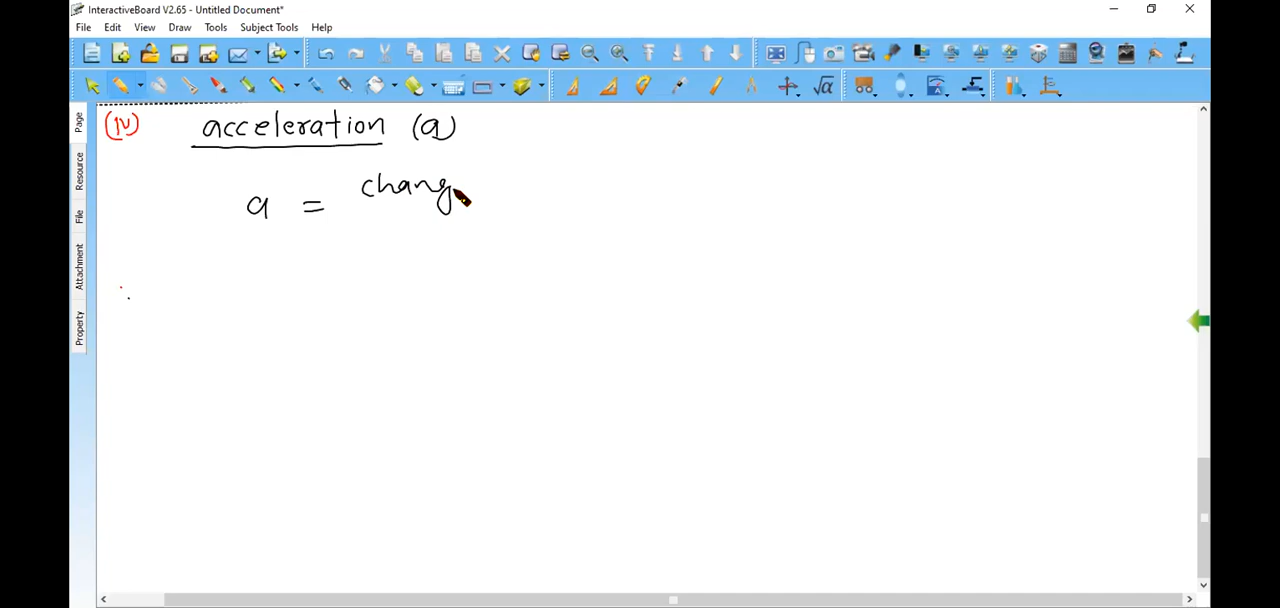 InteractiveBoard V2.65 - Untitled Document*
File Edit View Draw Tools Subject Tools Help
Page
Resource
File
Attachment
Property
(IV) acceleration (a)
chang
a =